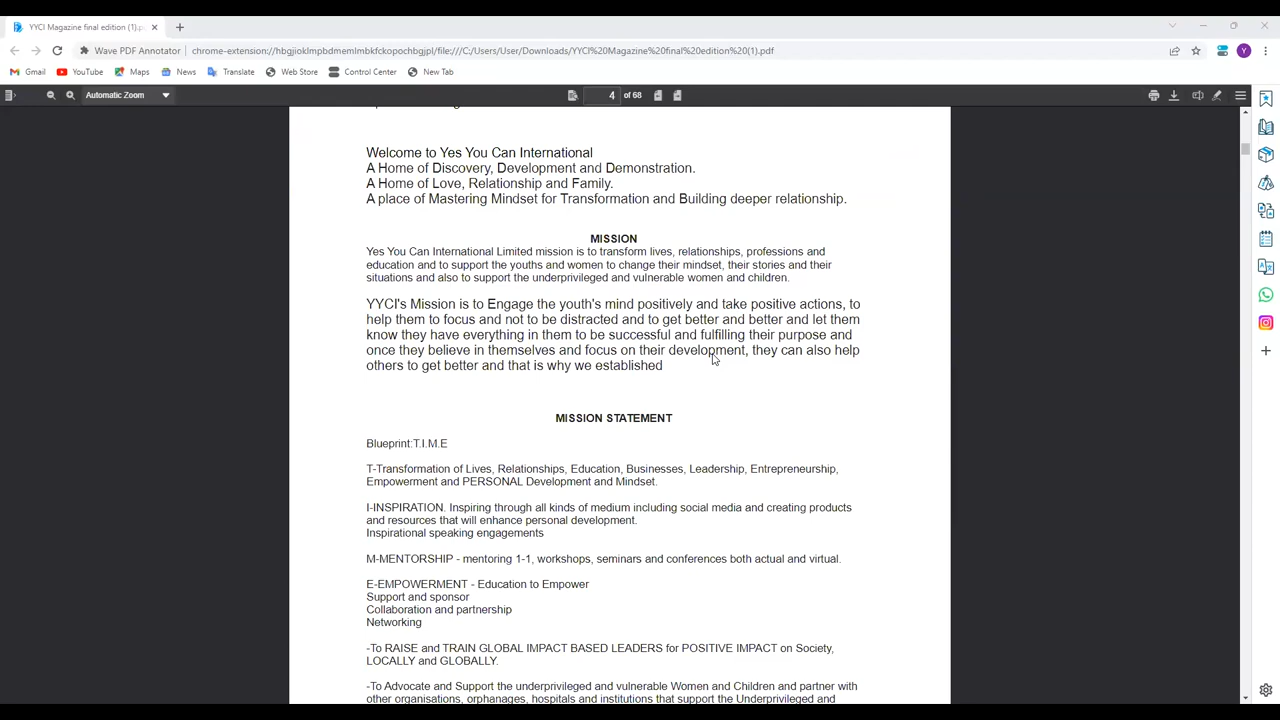 YYCI Magazine final edition (1).p
Wave PDF Annotator
chrome-extension://hbgjioklmpbdmemlmbkfckopochbgjpl/file:///C:/Users/User/Downloads/YYCI%20Magazine%20final%20edition%20(1).pdf
Y
Gmail
YouTube
Maps
News
Translate
Web Store
Control Center
New Tab
Automatic Zoom
4 of 68
Welcome to Yes You Can International
A Home of Discovery, Development and Demonstration.
A Home of Love, Relationship and Family.
A place of Mastering Mindset for Transformation and Building deeper relationship.
MISSION
Yes You Can International Limited mission is to transform lives, relationships, professions and
education and to support the youths and women to change their mindset, their stories and their
situations and also to support the underprivileged and vulnerable women and children.
YYCI's Mission is to Engage the youth's mind positively and take positive actions, to
help them to focus and not to be distracted and to get better and better and let them
know they have everything in them to be successful and fulfilling their purpose and
once they believe in themselves and focus on their development, they can also help
others to get better and that is why we established
MISSION STATEMENT
Blueprint:T.I.M.E
T-Transformation of Lives, Relationships, Education, Businesses, Leadership, Entrepreneurship,
Empowerment and PERSONAL Development and Mindset.
I-INSPIRATION. Inspiring through all kinds of medium including social media and creating products
and resources that will enhance personal development.
Inspirational speaking engagements
M-MENTORSHIP - mentoring 1-1, workshops, seminars and conferences both actual and virtual.
E-EMPOWERMENT - Education to Empower
Support and sponsor
Collaboration and partnership
Networking
-To RAISE and TRAIN GLOBAL IMPACT BASED LEADERS for POSITIVE IMPACT on Society,
LOCALLY and GLOBALLY.
-To Advocate and Support the underprivileged and vulnerable Women and Children and partner with
other organisations, orphanages, hospitals and institutions that support the Underprivileged and